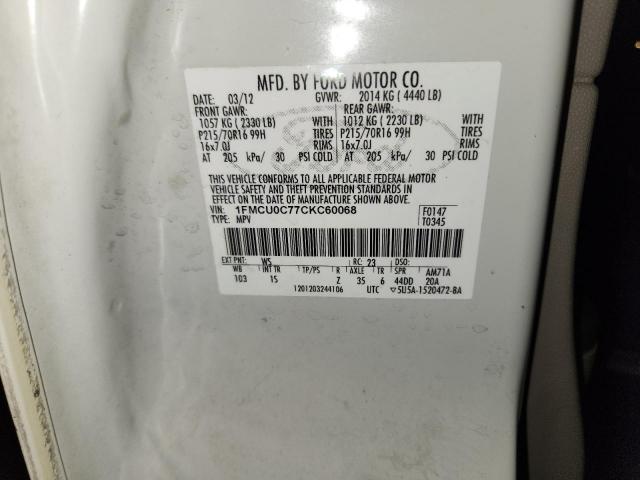 MFD. BY FORD MOTOR CO.
DATE: 03/12 GVWR: 2014 KG ( 4440 LB)
FRONT GAWR: REAR GAWR:
1057 KG ( 2330 LB) WITH 1012 KG ( 2230 LB) WITH
P215/70R16 99H TIRES P215/70R16 99H TIRES
16x7.0J RIMS 16x7.0J RIMS
AT 205 kPa/ 30 PSI COLD AT 205 kPa/ 30 PSI COLD
THIS VEHICLE CONFORMS TO ALL APPLICABLE FEDERAL MOTOR
VEHICLE SAFETY AND THEFT PREVENTION STANDARDS IN
EFFECT ON THE DATE OF MANUFACTURE SHOWN ABOVE.
VIN: 1FMCU0C77CKC60068 F0147
TYPE: MPV T0345
EXT PNT: WS RC: 23 DSO:
WB INT TR TP/PS R AXLE TR SPR AM71A
103 15 Z 35 6 44DD 20A
1201203244106 UTC ▽5U5A-1520472-BA